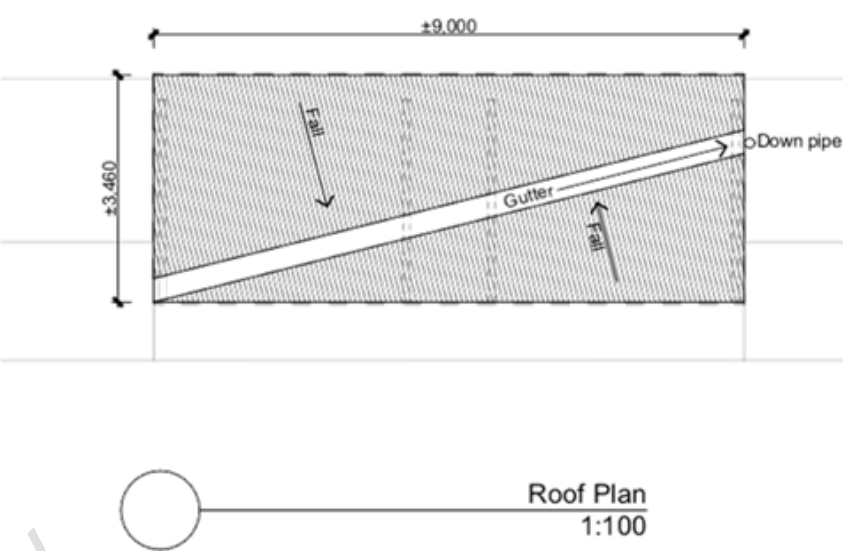 ±9,000
Fall
Down pipe
±3,460
Gutter
Fall
Roof Plan
1:100